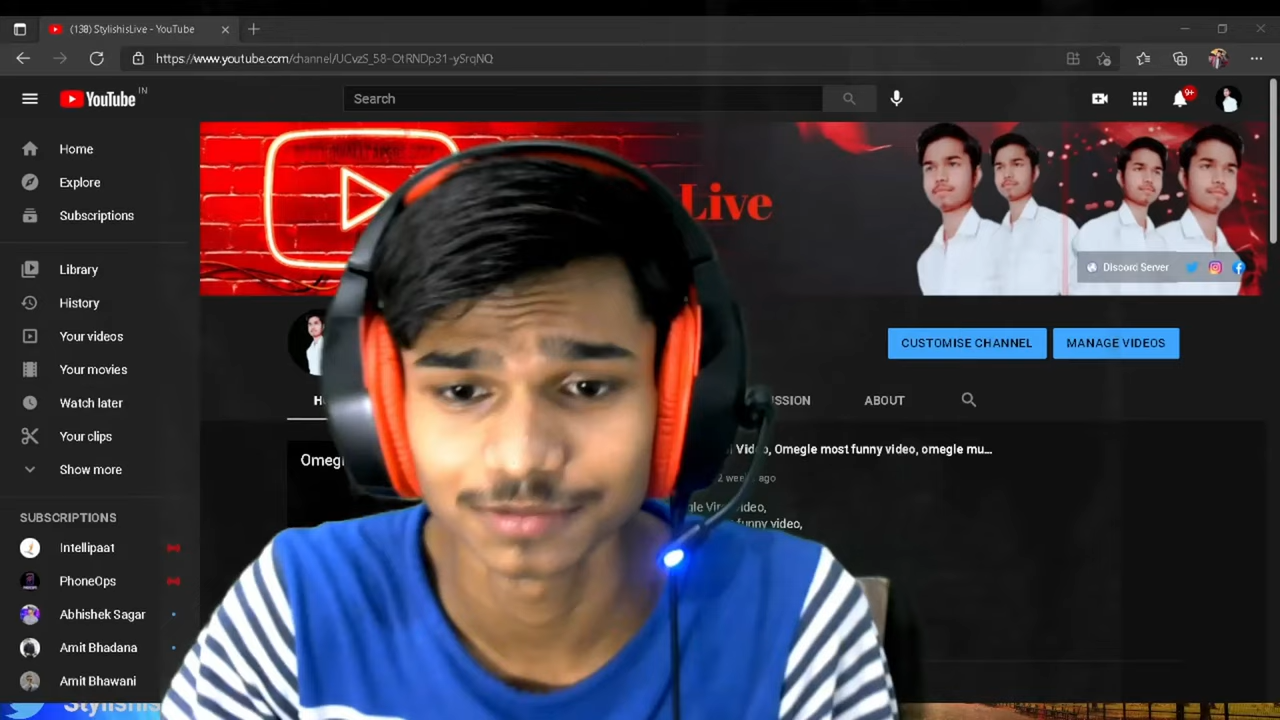 (138) StylishisLive - YouTube
https://www.youtube.com/channel/UCvzS_58-OtRNDp31-ySrqNQ
YouTube IN
Search
9+
Home
Explore
Subscriptions
Live
Discord Server
Library
History
Your videos
Your movies
Watch later
Your clips
Show more
CUSTOMISE CHANNEL
MANAGE VIDEOS
ABOUT
Omegle most funny video, omegle mu...
ago
funny video,
SUBSCRIPTIONS
Intellipaat
PhoneOps
Abhishek Sagar
Amit Bhadana
Amit Bhawani